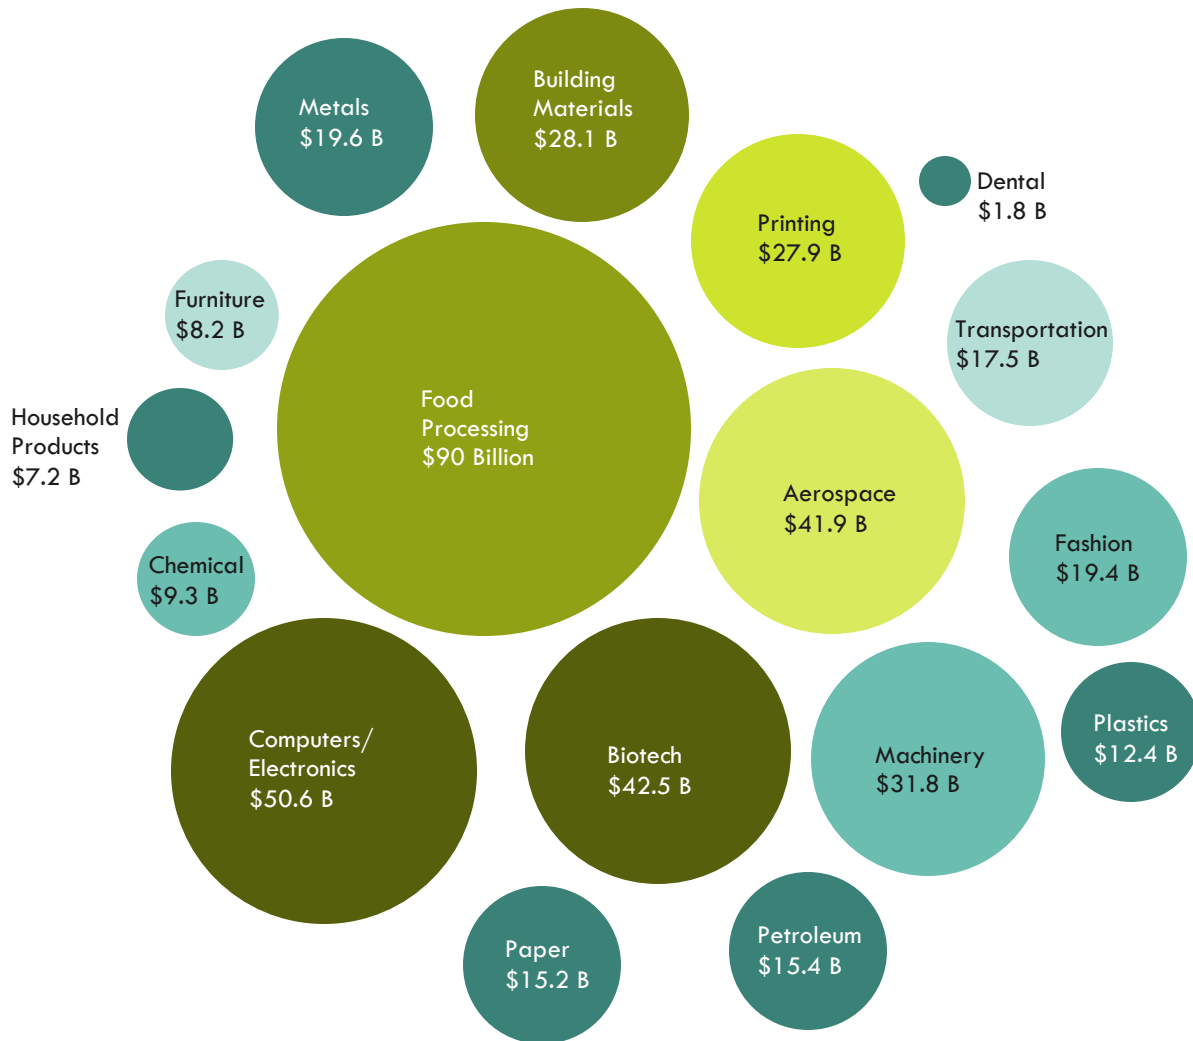 Building
Materials
$28.1 B
Metals
$19.6 B
Dental
$1.8 B
Printing
$27.9 B
Furniture
$8.2 B
Transportation
$17.5 B
Food
Processing
$90 Billion
Household
Products
$7.2 B
Aerospace
$41.9 B
Fashion
$19.4 B
Chemical
$9.3 B
Computers/
Electronics
$50.6 B
Biotech
$42.5 B
Machinery
$31.8 B
Plastics
$12.4 B
Paper
$15.2 B
Petroleum
$15.4 B